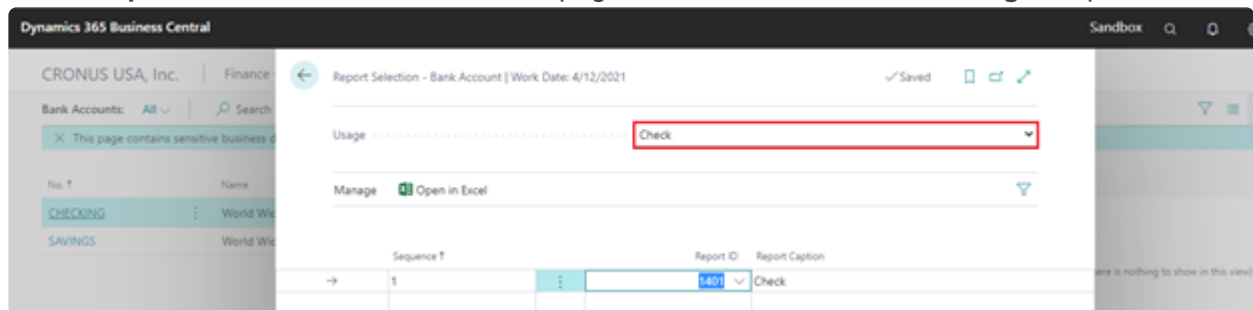 Dynamics 365 Business Central Sandbox
CRONUS USA, Inc. Finance
Report Selection - Bank Account | Work Date: 4/12/2021 Saved
Bank Accounts: All Search
This page contains sensitive business d
Usage Check
Manage Open in Excel
No. ↑ Name
CHECKING World Wid
SAVINGS World Wid
Sequence ↑ Report ID Report Caption
1 1401 Check
ere is nothing to show in this view)